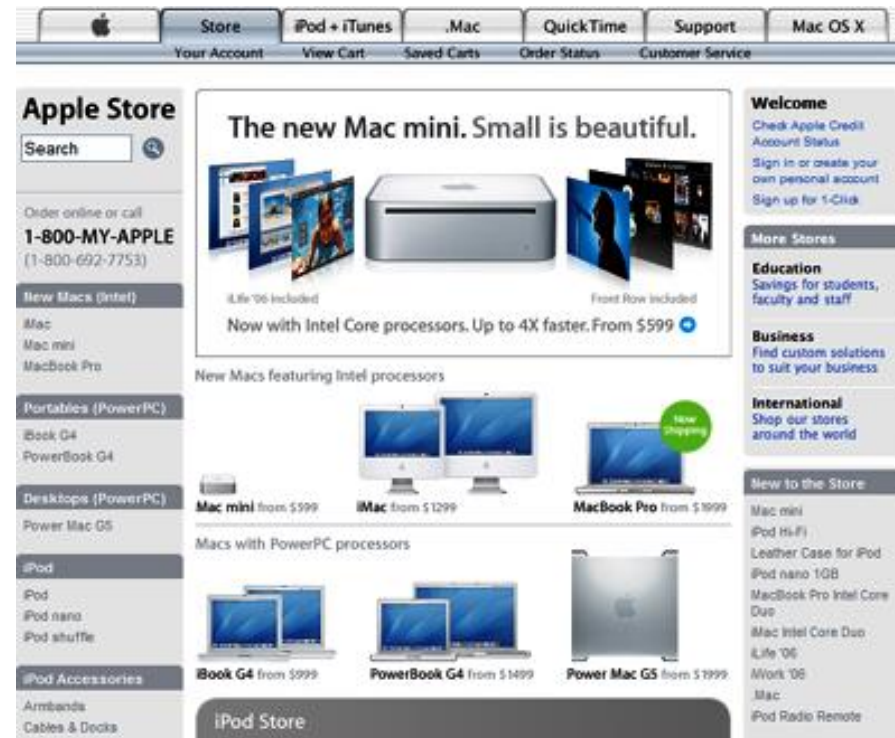 Store
iPod + iTunes
.Mac
QuickTime
Support
Mac OS X
Your Account
View Cart
Saved Carts
Order Status
Customer Service
Apple Store
Search
Order online or call
1-800-MY-APPLE
(1-800-692-7753)
New Macs (Intel)
iMac
Mac mini
MacBook Pro
Portables (PowerPC)
iBook G4
PowerBook G4
Desktops (PowerPC)
Power Mac G5
iPod
iPod
iPod nano
iPod shuffle
iPod Accessories
Armbands
Cables & Docks
The new Mac mini. Small is beautiful.
iLife '06 included
Front Row included
Now with Intel Core processors. Up to 4X faster. From $599
New Macs featuring Intel processors
Now
Shipping
Mac mini from $599
iMac from $1299
MacBook Pro from $1999
Macs with PowerPC processors
iBook G4 from $999
PowerBook G4 from $1499
Power Mac G5 from $1999
iPod Store
Welcome
Check Apple Credit
Account Status
Sign in or create your
own personal account
Sign up for 1-Click
More Stores
Education
Savings for students,
faculty and staff
Business
Find custom solutions
to suit your business
International
Shop our stores
around the world
New to the Store
Mac mini
iPod Hi-Fi
Leather Case for iPod
iPod nano 1GB
MacBook Pro Intel Core
Duo
iMac Intel Core Duo
iLife '06
iWork '06
.Mac
iPod Radio Remote